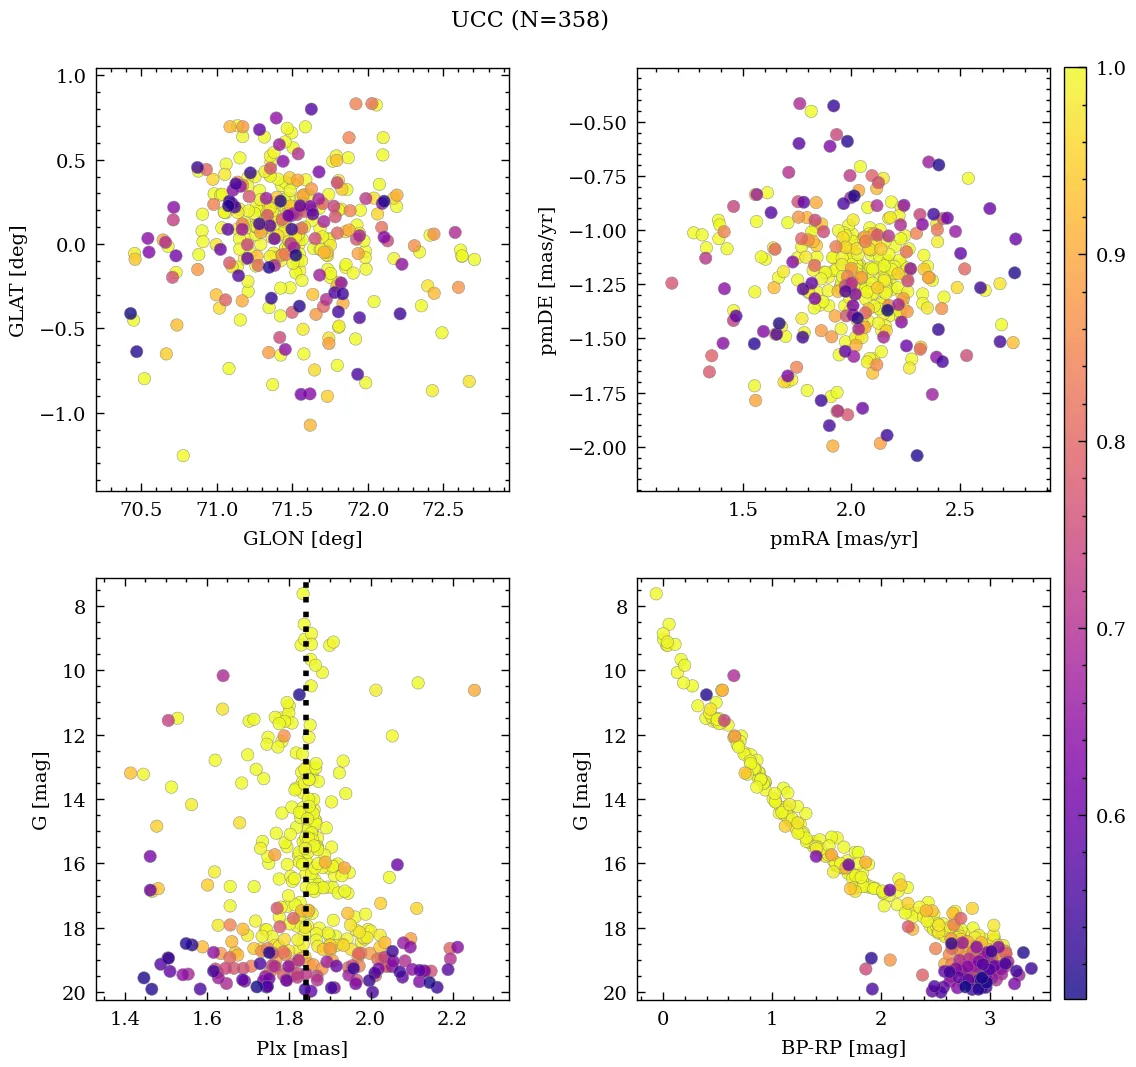 UCC (N=358)
1.0
0.5
0.0
−0.5
−1.0
GLAT [deg]
70.5 71.0 71.5 72.0 72.5
GLON [deg]
−0.50
−0.75
−1.00
−1.25
−1.50
−1.75
−2.00
pmDE [mas/yr]
1.5 2.0 2.5
pmRA [mas/yr]
1.0
0.9
0.8
0.7
0.6
8
10
12
14
16
18
20
G [mag]
1.4 1.6 1.8 2.0 2.2
Plx [mas]
8
10
12
14
16
18
20
G [mag]
0 1 2 3
BP-RP [mag]